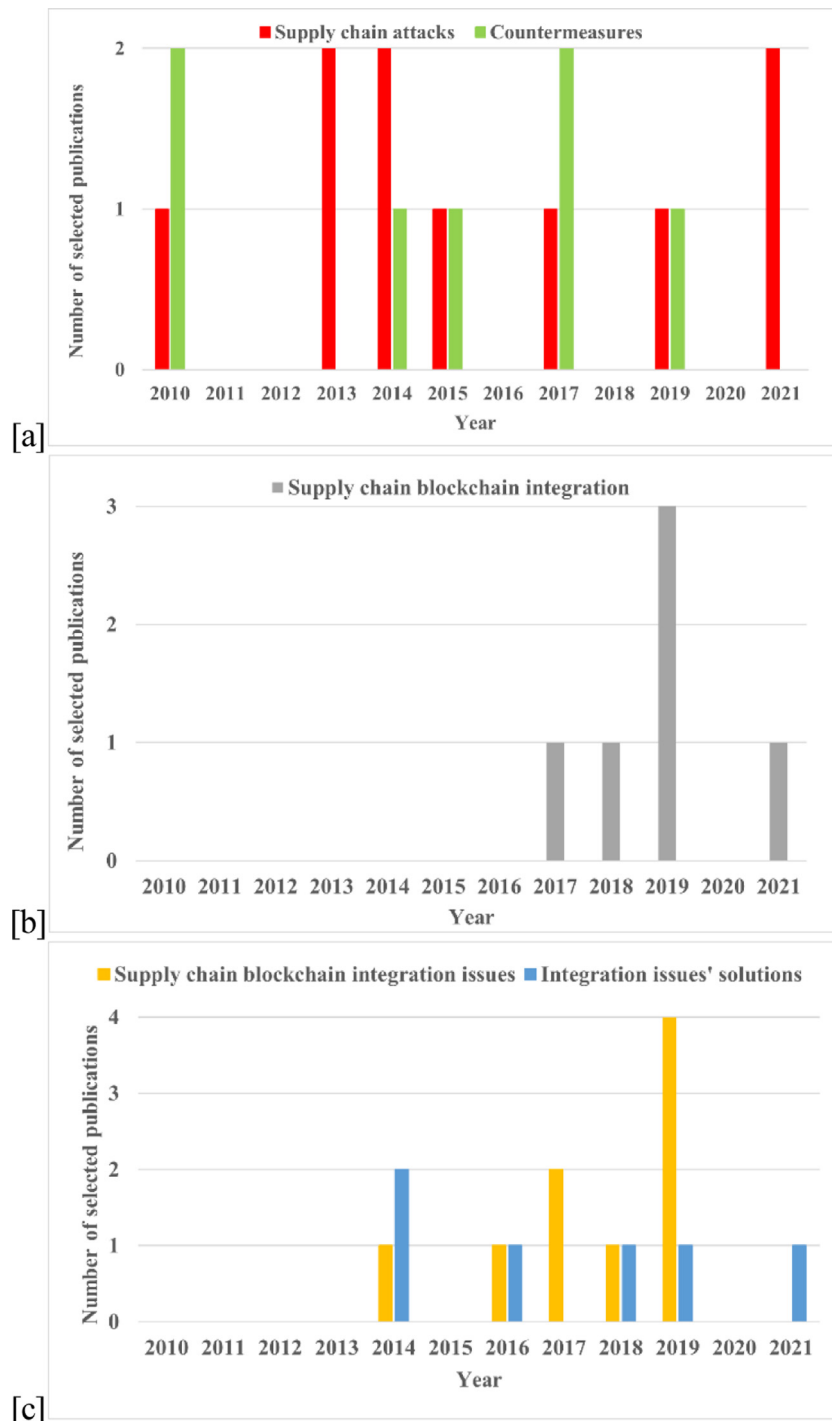 Supply chain attacks Countermeasures
Number of selected publications
2
1
0
2010 2011 2012 2013 2014 2015 2016 2017 2018 2019 2020 2021
Year
[a]
Supply chain blockchain integration
Number of selected publications
3
2
1
0
2010 2011 2012 2013 2014 2015 2016 2017 2018 2019 2020 2021
Year
[b]
Supply chain blockchain integration issues Integration issues' solutions
Number of selected publications
4
3
2
1
0
2010 2011 2012 2013 2014 2015 2016 2017 2018 2019 2020 2021
Year
[c]